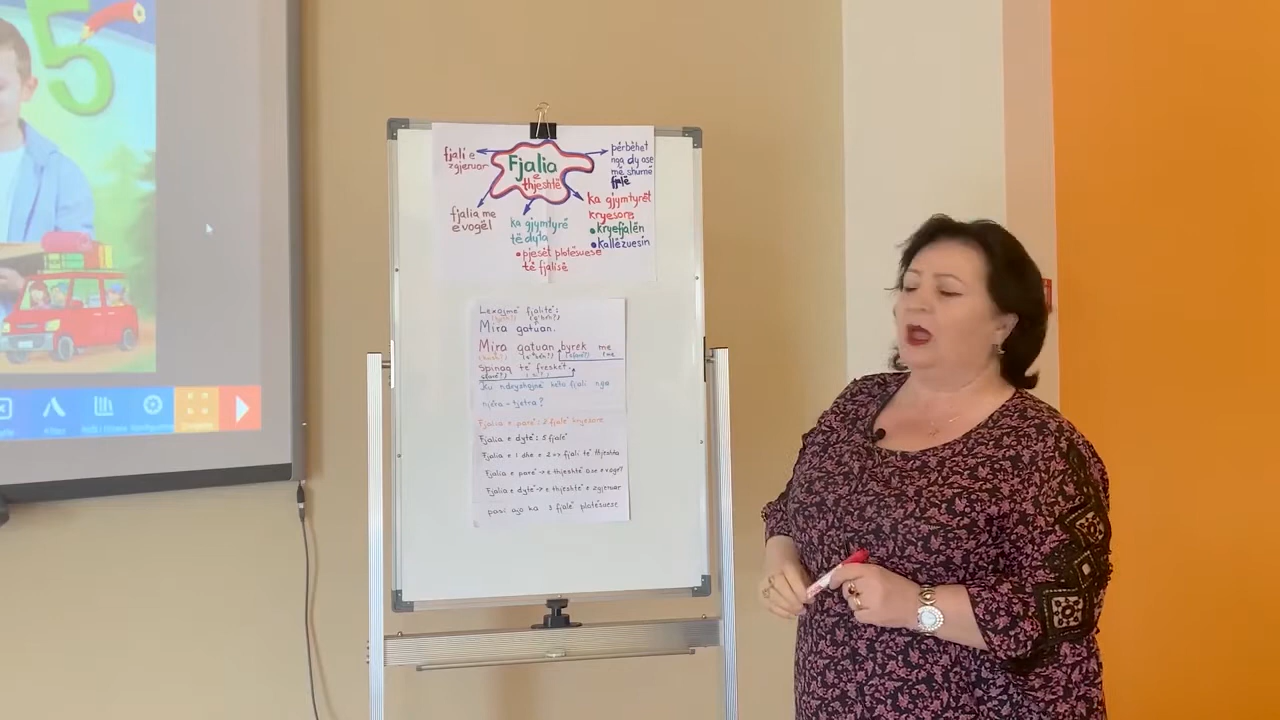 5
fjali e
zgjeruar
Fjalia
e
thjeshtë
përbëhet
nga dy ose
më shumë
fjalë
fjalia me
e vogël
ka gjymtyrë
të dyta
•pjesët plotësuese
të fjalisë
ka gjymtyrët
kryesore
•kryefjalën
•kallëzuesin
Lexojmë fjalitë:
Mira gatuan.
Mira gatuan byrek me
spinaq të freskët.
Ku ndryshojnë këto fjali nga
njëra-tjetra?
Fjalia e parë: 2 fjalë kryesore
Fjalia e dytë: 5 fjalë
Fjalia e 1 dhe e 2 => fjali të thjeshta
Fjalia e parë → e thjeshtë ose e vogël
Fjalia e dytë → e thjeshtë e zgjeruar
pasi ajo ka 3 fjalë plotësuese